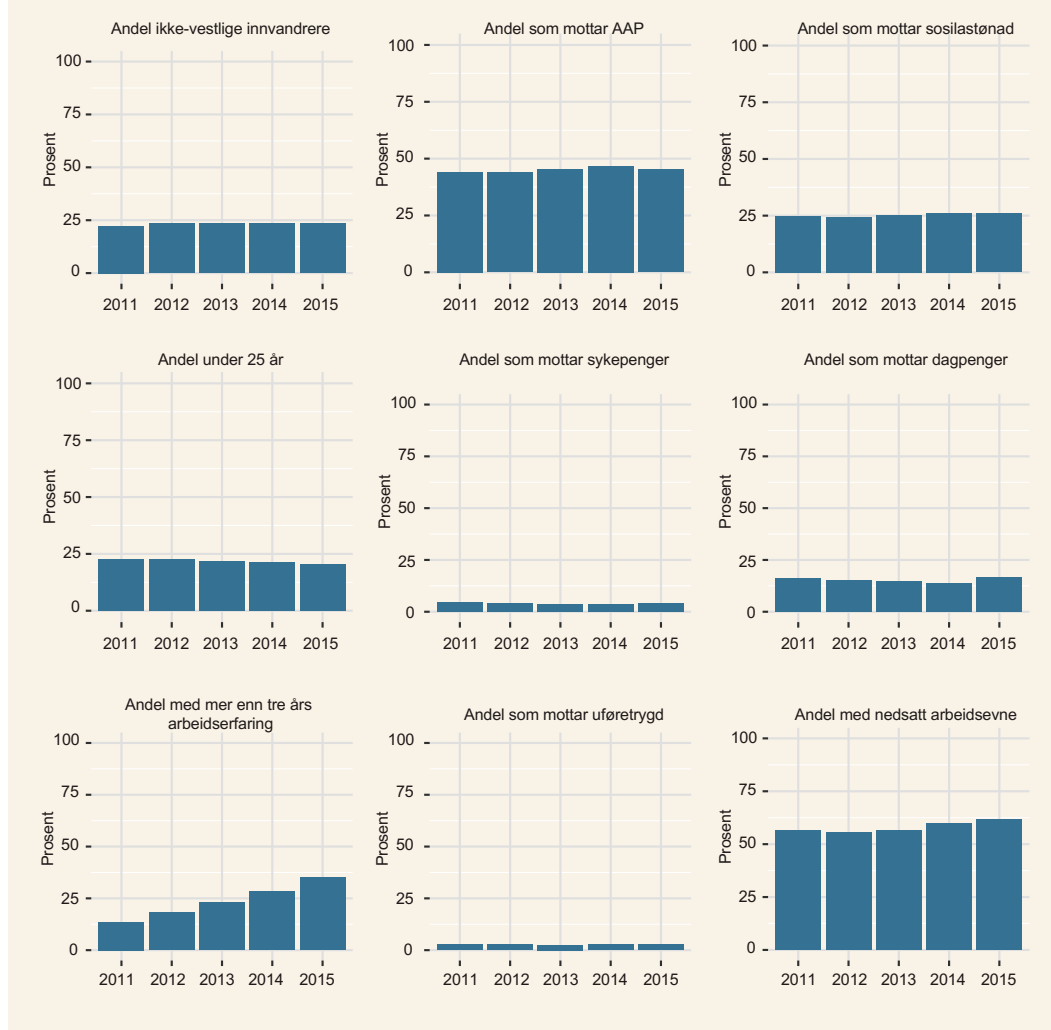 Andel ikke-vestlige innvandrere
100
75
50
25
0
Prosent
2011 2012 2013 2014 2015
Andel som mottar AAP
100
75
50
25
0
Prosent
2011 2012 2013 2014 2015
Andel som mottar sosilastønad
100
75
50
25
0
Prosent
2011 2012 2013 2014 2015
Andel under 25 år
100
75
50
25
0
Prosent
2011 2012 2013 2014 2015
Andel som mottar sykepenger
100
75
50
25
0
Prosent
2011 2012 2013 2014 2015
Andel som mottar dagpenger
100
75
50
25
0
Prosent
2011 2012 2013 2014 2015
Andel med mer enn tre års
arbeidserfaring
100
75
50
25
0
Prosent
2011 2012 2013 2014 2015
Andel som mottar uføretrygd
100
75
50
25
0
Prosent
2011 2012 2013 2014 2015
Andel med nedsatt arbeidsevne
100
75
50
25
0
Prosent
2011 2012 2013 2014 2015